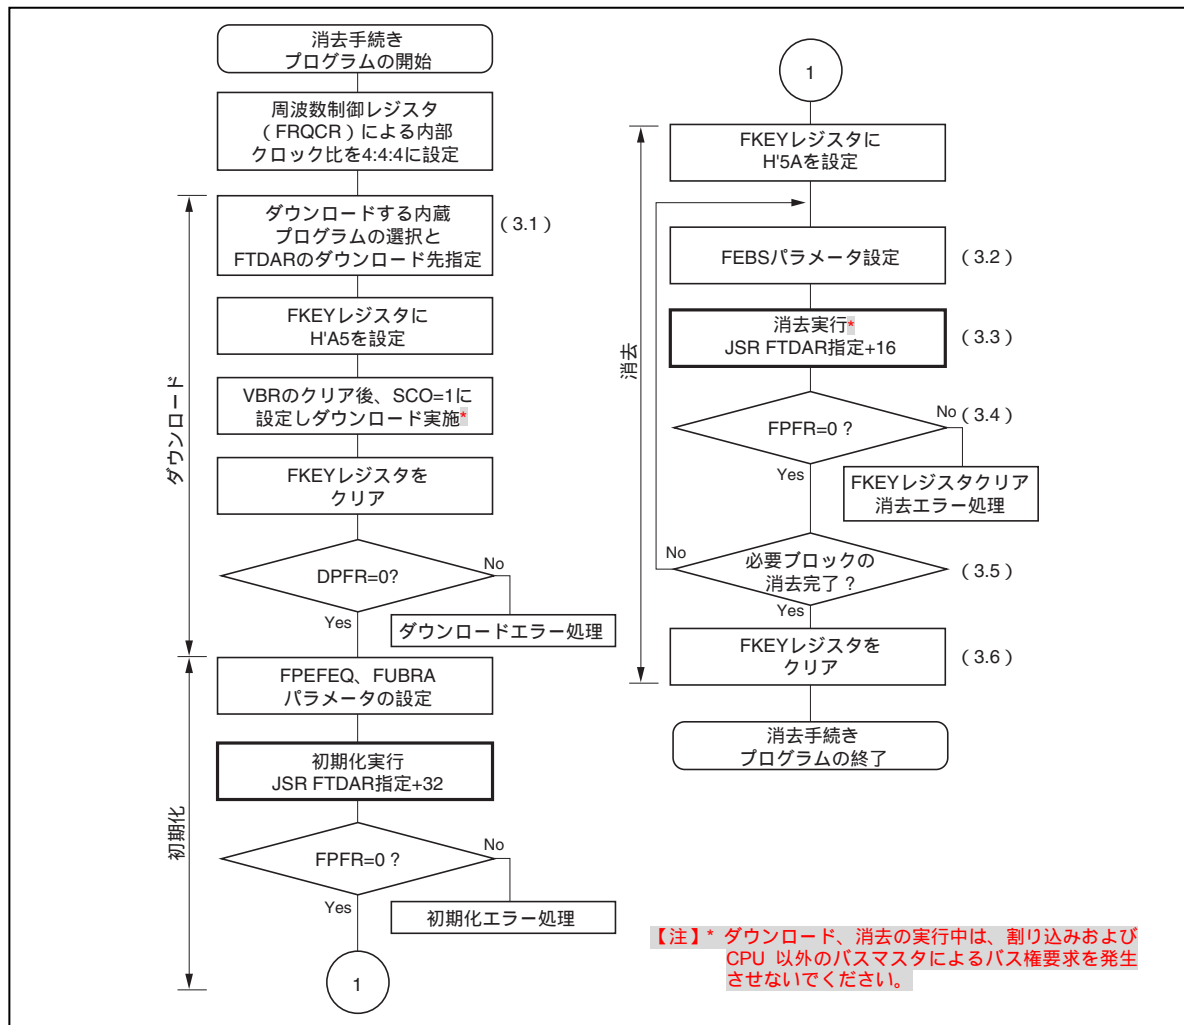 消去手続き
プログラムの開始
周波数制御レジスタ
(FRQCR)による内部
クロック比を4:4:4に設定
ダウンロード
ダウンロードする内蔵
プログラムの選択と
FTDARのダウンロード先指定
(3.1)
FKEYレジスタに
H'A5を設定
VBRのクリア後、SCO=1に
設定しダウンロード実施*
FKEYレジスタを
クリア
DPFR=0?
No
Yes
ダウンロードエラー処理
初期化
FPEFEQ、FUBRA
パラメータの設定
初期化実行
JSR FTDAR指定+32
FPFR=0?
No
Yes
初期化エラー処理
1
1
消去
FKEYレジスタに
H'5Aを設定
FEBSパラメータ設定
(3.2)
消去実行*
JSR FTDAR指定+16
(3.3)
FPFR=0?
No
(3.4)
Yes
FKEYレジスタクリア
消去エラー処理
No
必要ブロックの
消去完了?
(3.5)
Yes
FKEYレジスタを
クリア
(3.6)
消去手続き
プログラムの終了
【注】* ダウンロード、消去の実行中は、割り込みおよび
CPU 以外のバスマスタによるバス権要求を発生
させないでください。